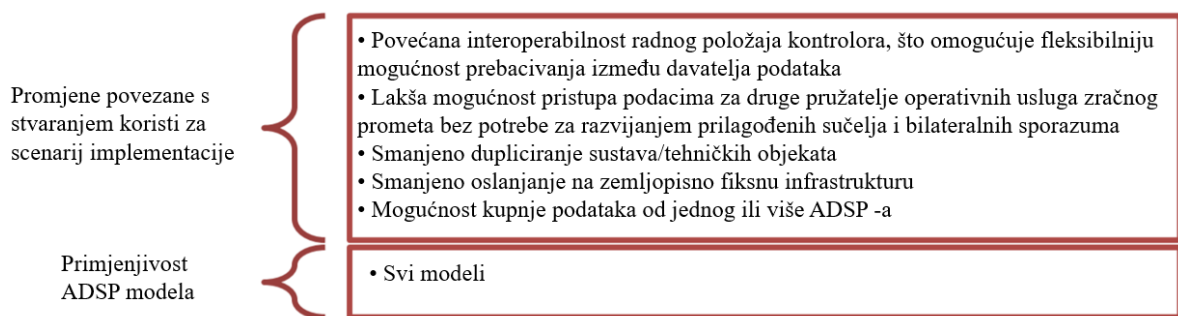 Promjene povezane s
stvaranjem koristi za
scenarij implementacije
• Povećana interoperabilnost radnog položaja kontrolora, što omogućuje fleksibilniju
mogućnost prebacivanja između davatelja podataka
• Lakša mogućnost pristupa podacima za druge pružatelje operativnih usluga zračnog
prometa bez potrebe za razvijanjem prilagođenih sučelja i bilateralnih sporazuma
• Smanjeno dupliciranje sustava/tehničkih objekata
• Smanjeno oslanjanje na zemljopisno fiksnu infrastrukturu
• Mogućnost kupnje podataka od jednog ili više ADSP -a
Primjenjivost
ADSP modela
• Svi modeli